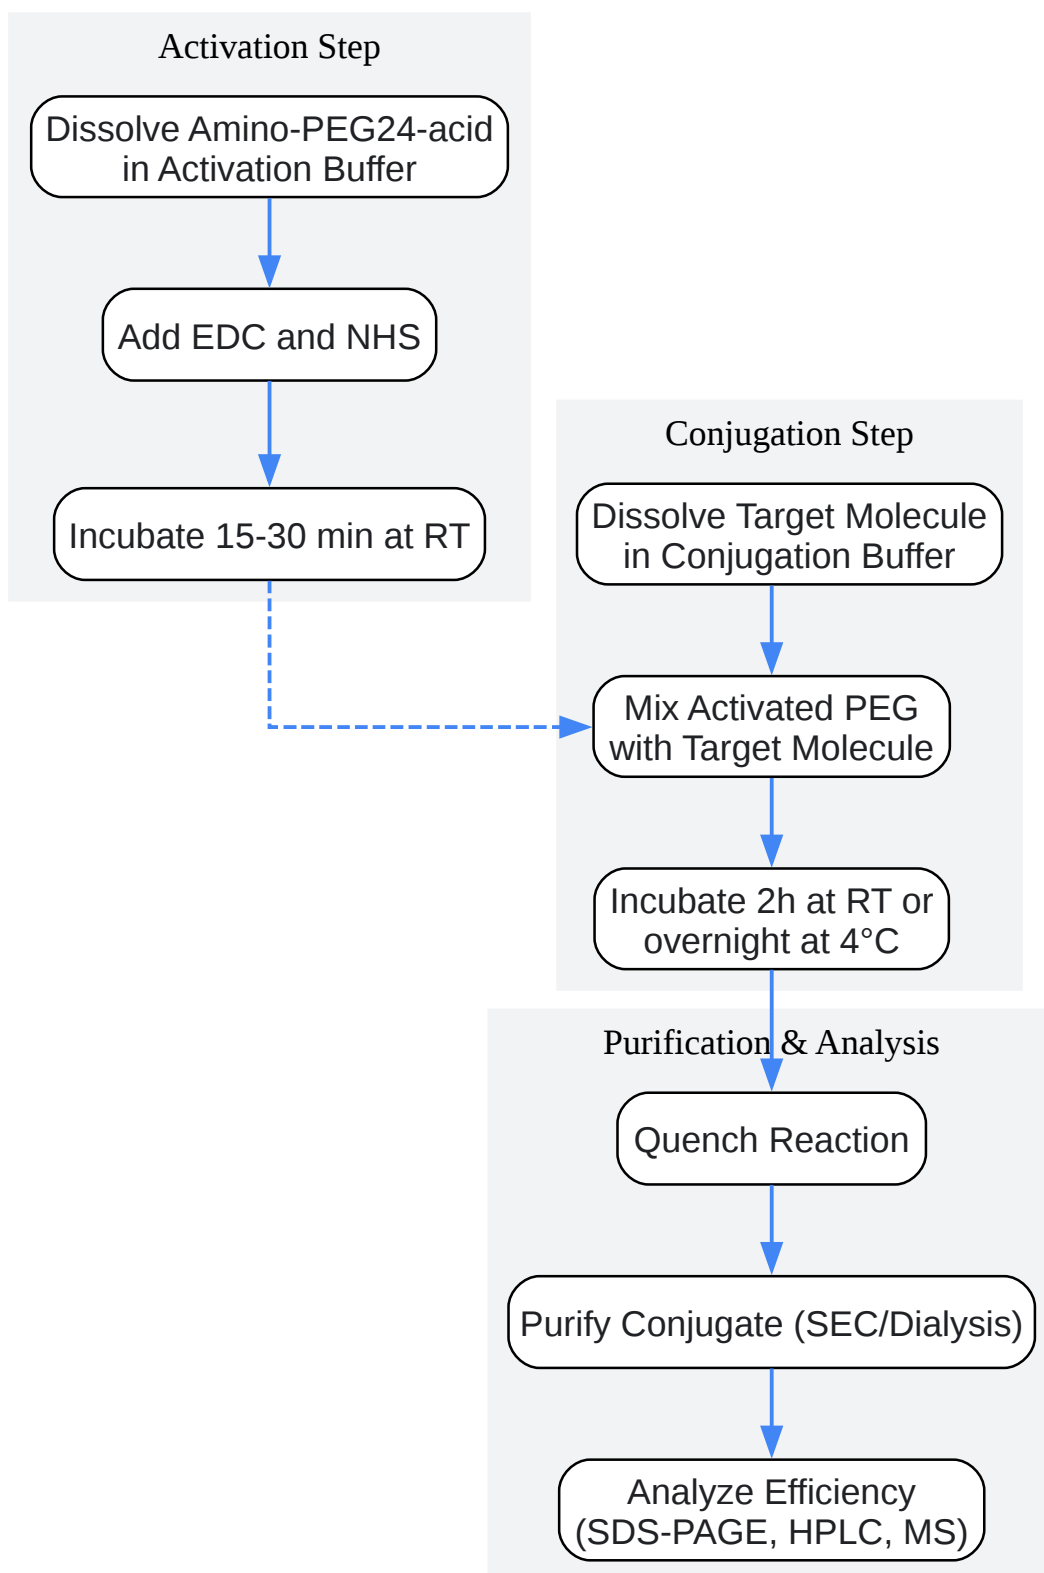 Activation Step
Dissolve Amino-PEG24-acid
in Activation Buffer
Add EDC and NHS
Incubate 15-30 min at RT
Conjugation Step
Dissolve Target Molecule
in Conjugation Buffer
Mix Activated PEG
with Target Molecule
Incubate 2h at RT or
overnight at 4°C
Purification & Analysis
Quench Reaction
Purify Conjugate (SEC/Dialysis)
Analyze Efficiency
(SDS-PAGE, HPLC, MS)